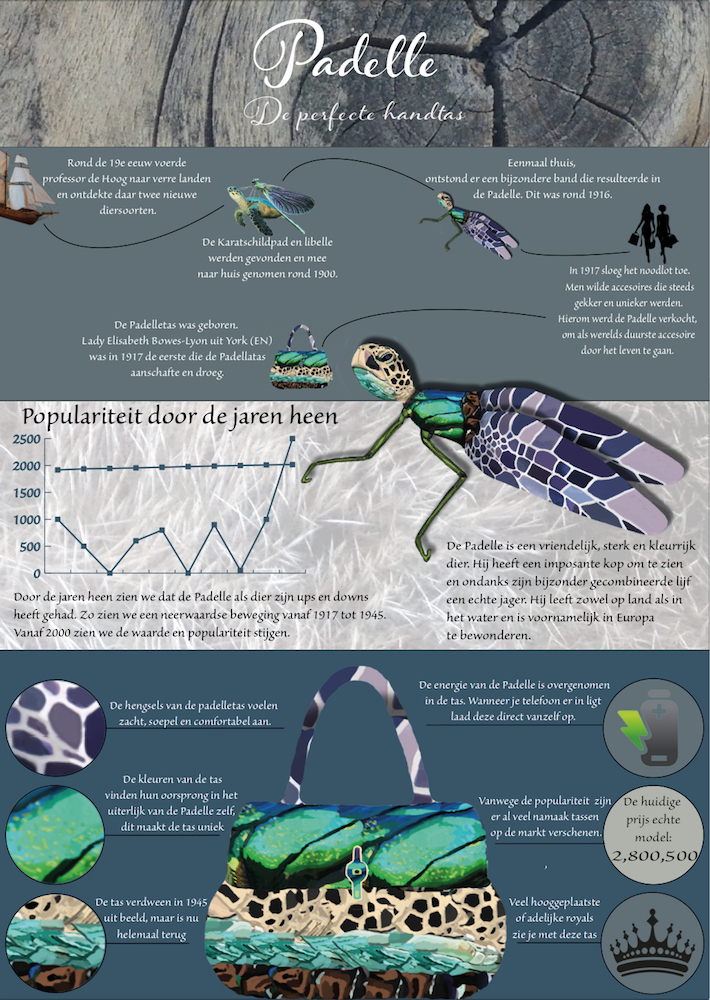 Padelle
De perfecte handtas
Rond de 19e eeuw voerde
professor de Hoog naar verre landen
en ontdekte daar twee nieuwe
diersoorten.
De Karatschildpad en libelle
werden gevonden en mee
naar huis genomen rond 1900.
Eenmaal thuis,
ontstond er een bijzondere band die resulteerde in
de Padelle. Dit was rond 1916.
In 1917 sloeg het noodlot toe.
Men wilde accesoires die steeds
gekker en unieker werden.
Hierom werd de Padelle verkocht,
om als werelds duurste accesoire
door het leven te gaan.
De Padelletas was geboren.
Lady Elisabeth Bowes-Lyon uit York (EN)
was in 1917 de eerste die de Padellatas
aanschafte en droeg.
Populariteit door de jaren heen
2500
2000
1500
1000
500
0
Door de jaren heen zien we dat de Padelle als dier zijn ups en downs
heeft gehad. Zo zien we een neerwaardse beweging vanaf 1917 tot 1945.
Vanaf 2000 zien we de waarde en populariteit stijgen.
De Padelle is een vriendelijk, sterk en kleurrijk
dier. Hij heeft een imposante kop om te zien
en ondanks zijn bijzonder gecombineerde lijf
een echte jager. Hij leeft zowel op land als in
het water en is voornamelijk in Europa
te bewonderen.
De hengsels van de padelletas voelen
zacht, soepel en comfortabel aan.
De kleuren van de tas
vinden hun oorsprong in het
uiterlijk van de Padelle zelf,
dit maakt de tas uniek
De tas verdween in 1945
uit beeld, maar is nu
helemaal terug
De energie van de Padelle is overgenomen
in de tas. Wanneer je telefoon er in ligt
laad deze direct vanzelf op.
Vanwege de populariteit zijn
er al veel namaak tassen
op de markt verschenen.
,
De huidige
prijs echte
model:
2,800,500
Veel hooggeplaatste
of adelijke royals
zie je met deze tas